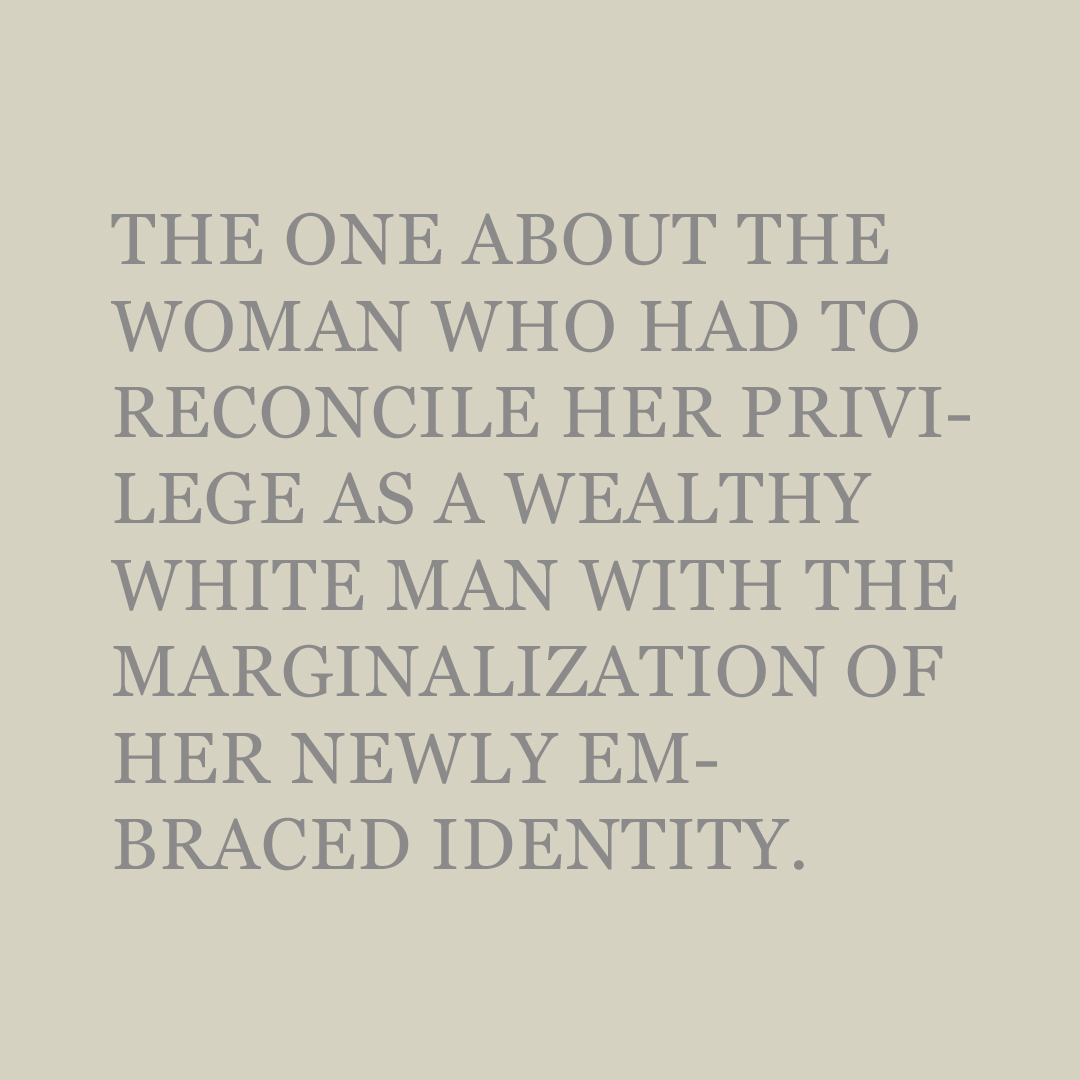 THE ONE ABOUT THE
WOMAN WHO HAD TO
RECONCILE HER PRIVI-
LEGE AS A WEALTHY
WHITE MAN WITH THE
MARGINALIZATION OF
HER NEWLY EM-
BRACED IDENTITY.